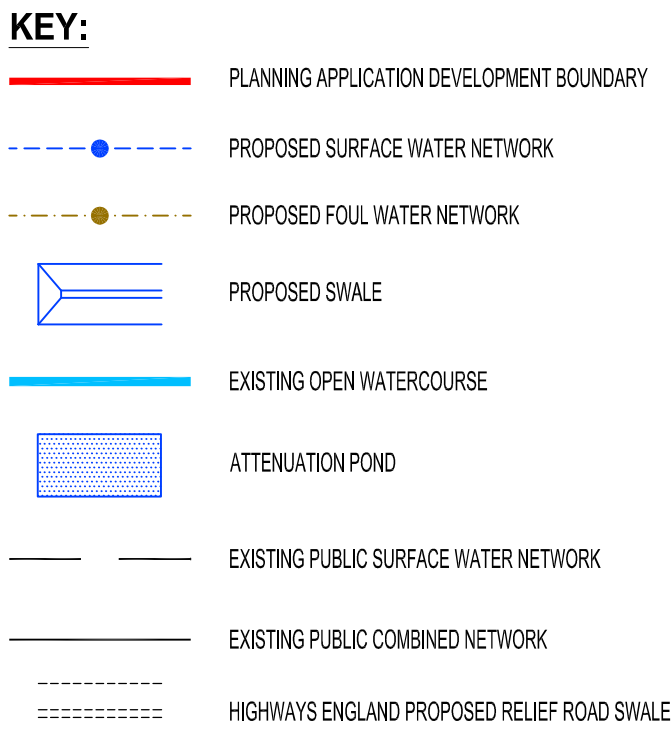 KEY:
PLANNING APPLICATION DEVELOPMENT BOUNDARY
PROPOSED SURFACE WATER NETWORK
PROPOSED FOUL WATER NETWORK
PROPOSED SWALE
EXISTING OPEN WATERCOURSE
ATTENUATION POND
EXISTING PUBLIC SURFACE WATER NETWORK
EXISTING PUBLIC COMBINED NETWORK
HIGHWAYS ENGLAND PROPOSED RELIEF ROAD SWALE